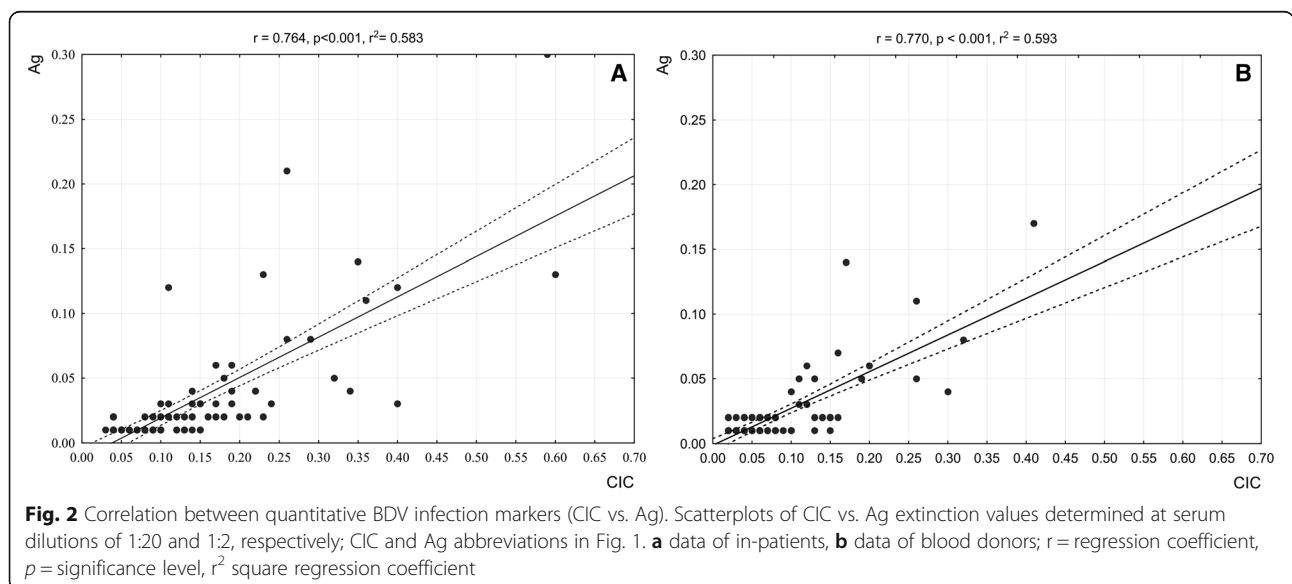 r = 0.764, p<0.001, r²= 0.583
Ag
A
0.30
0.25
0.20
0.15
0.10
0.05
0.00
0.00 0.05 0.10 0.15 0.20 0.25 0.30 0.35 0.40 0.45 0.50 0.55 0.60 0.65 0.70
CIC
r = 0.770, p < 0.001, r² = 0.593
Ag
B
0.30
0.25
0.20
0.15
0.10
0.05
0.00
0.00 0.05 0.10 0.15 0.20 0.25 0.30 0.35 0.40 0.45 0.50 0.55 0.60 0.65 0.70
CIC
Fig. 2 Correlation between quantitative BDV infection markers (CIC vs. Ag). Scatterplots of CIC vs. Ag extinction values determined at serum
dilutions of 1:20 and 1:2, respectively; CIC and Ag abbreviations in Fig. 1. a data of in-patients, b data of blood donors; r = regression coefficient,
p = significance level, r² square regression coefficient